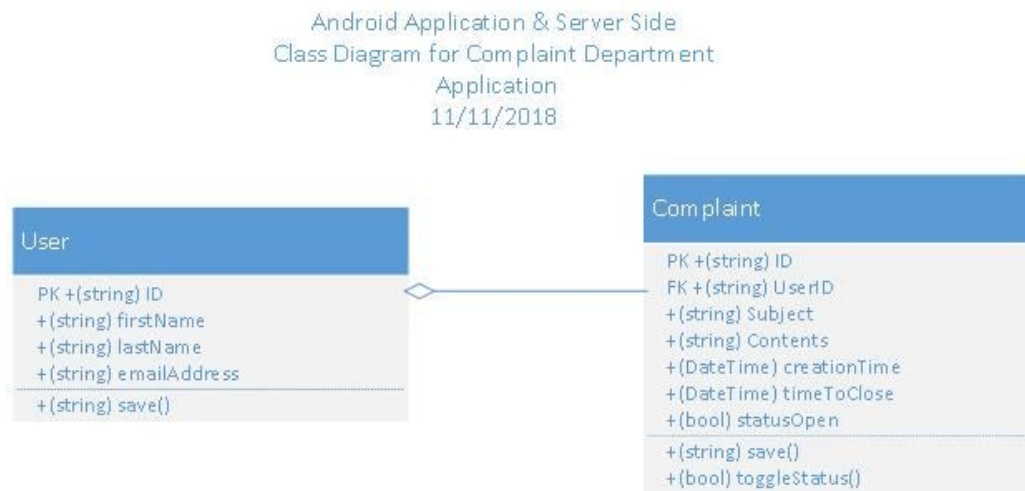 Android Application & Server Side
Class Diagram for Complaint Department
Application
11/11/2018
User
PK +(string) ID
+(string) firstName
+(string) lastName
+(string) emailAddress
+(string) save()
Complaint
PK +(string) ID
FK +(string) UserID
+(string) Subject
+(string) Contents
+(DateTime) creationTime
+(DateTime) timeToClose
+(bool) statusOpen
+(string) save()
+(bool) toggleStatus()